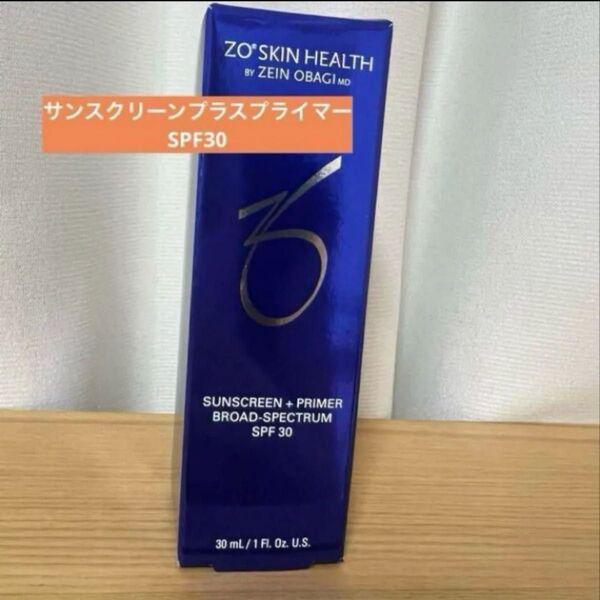 ZO® SKIN HEALTH
BY ZEIN OBAGI MD
サンスクリーンプラスプライマー
SPF30
SUNSCREEN + PRIMER
BROAD-SPECTRUM
SPF 30
30 mL / 1 Fl. Oz. U.S.